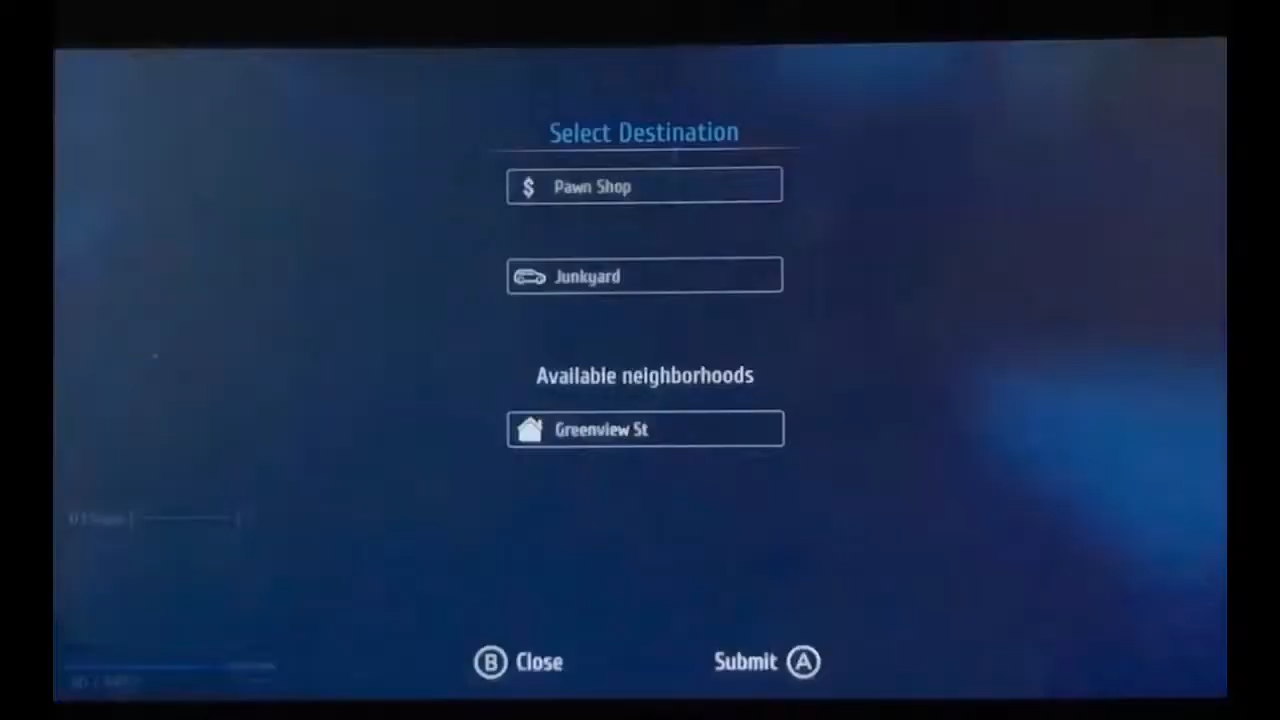 Select Destination
$ Pawn Shop
Junkyard
Available neighborhoods
Greenview St
B Close
Submit A